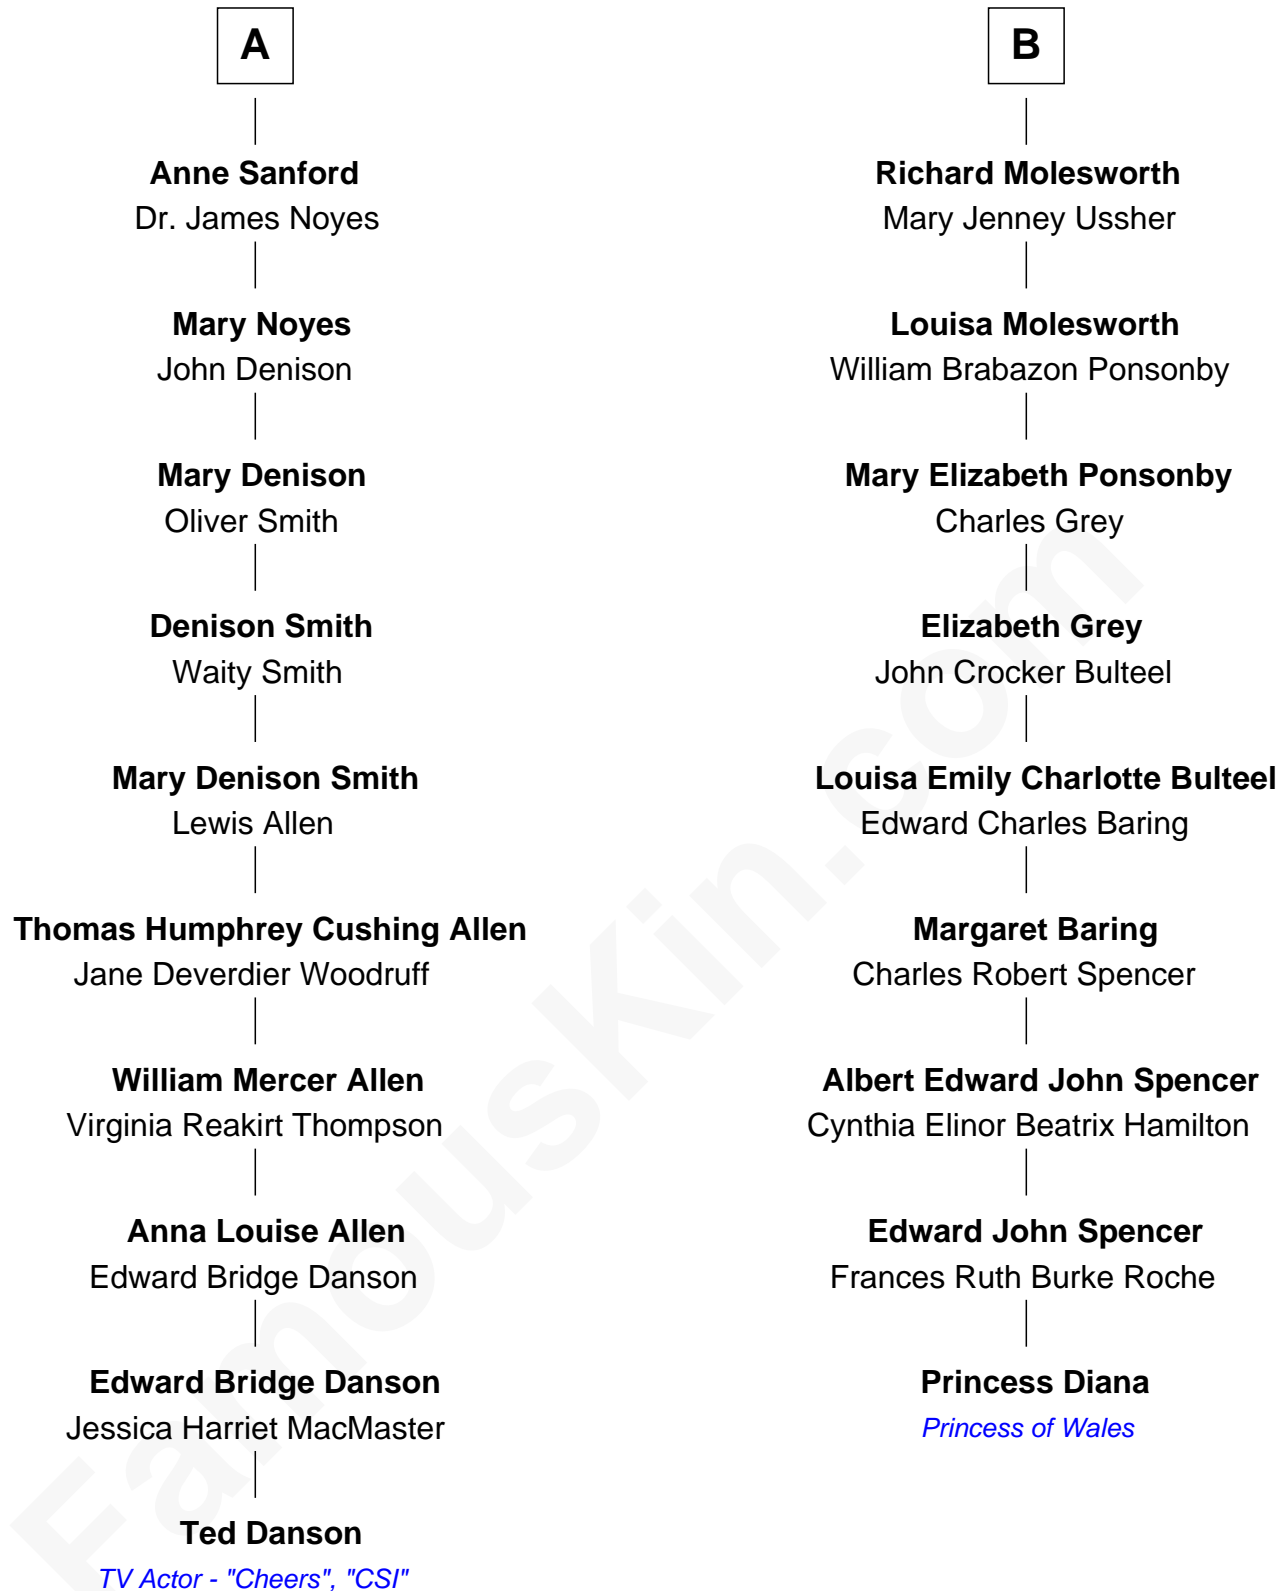 A
Anne Sanford
Dr. James Noyes
Mary Noyes
John Denison
Mary Denison
Oliver Smith
Denison Smith
Waity Smith
Mary Denison Smith
Lewis Allen
Thomas Humphrey Cushing Allen
Jane Deverdier Woodruff
William Mercer Allen
Virginia Reakirt Thompson
Anna Louise Allen
Edward Bridge Danson
Edward Bridge Danson
Jessica Harriet MacMaster
Ted Danson
TV Actor - "Cheers", "CSI"
B
Richard Molesworth
Mary Jenney Ussher
Louisa Molesworth
William Brabazon Ponsonby
Mary Elizabeth Ponsonby
Charles Grey
Elizabeth Grey
John Crocker Bulteel
Louisa Emily Charlotte Bulteel
Edward Charles Baring
Margaret Baring
Charles Robert Spencer
Albert Edward John Spencer
Cynthia Elinor Beatrix Hamilton
Edward John Spencer
Frances Ruth Burke Roche
Princess Diana
Princess of Wales
FamousKin.com